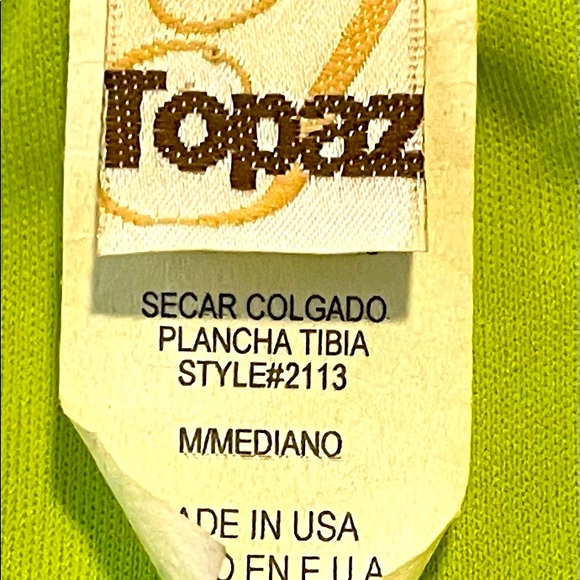 Topaz
SECAR COLGADO
PLANCHA TIBIA
STYLE#2113
M/MEDIANO
ADE IN USA
O EN E.U.A